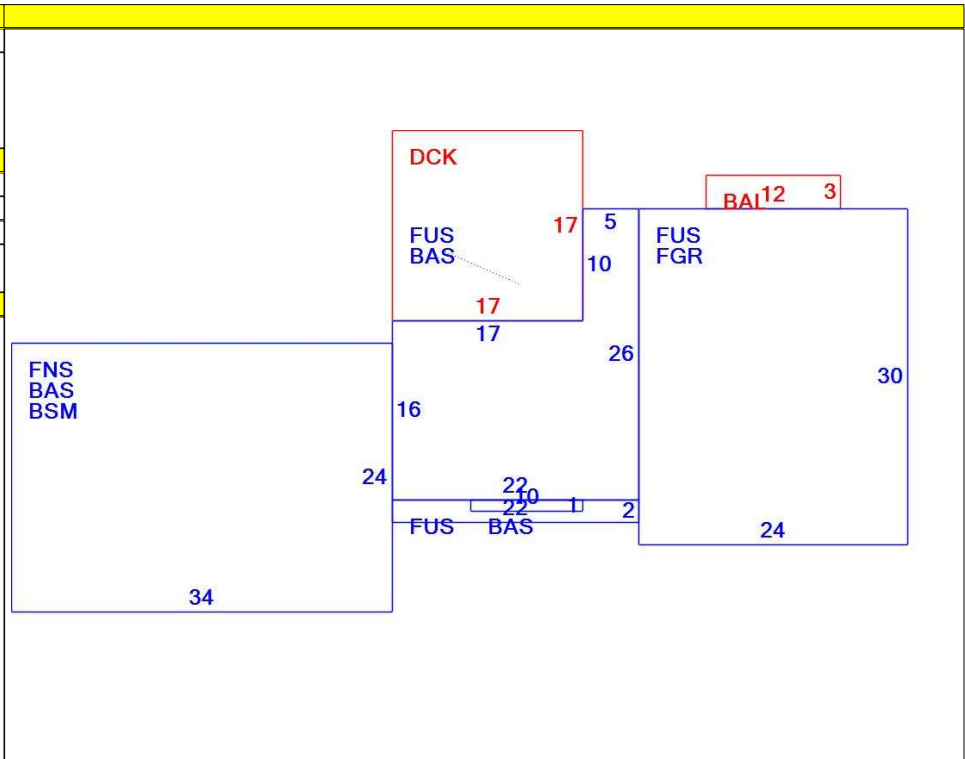 DCK
BAL 12 3
17 5
FUS
BAS
FUS
FGR
10
17
17
26
FNS
BAS
BSM
30
16
24
22
10
22 1 2
FUS BAS
24
34